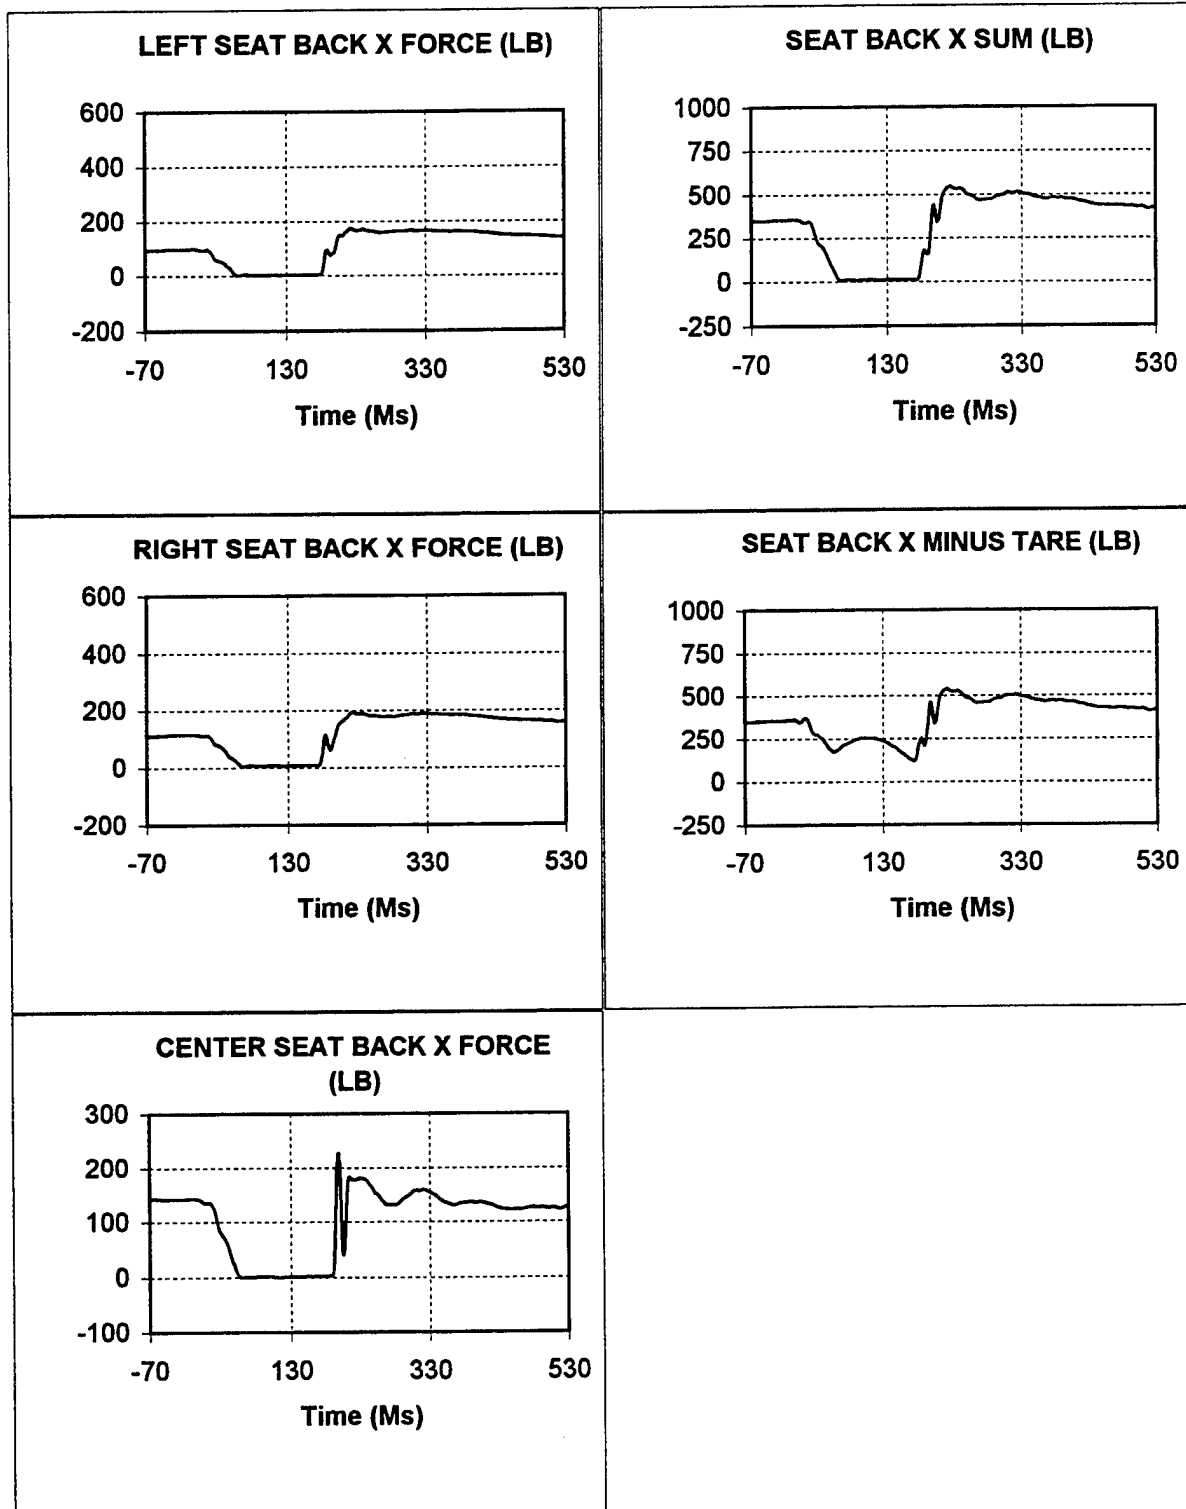 LEFT SEAT BACK X FORCE (LB)
600
400
200
0
-200
-70 130 330 530
Time (Ms)
SEAT BACK X SUM (LB)
1000
750
500
250
0
-250
-70 130 330 530
Time (Ms)
RIGHT SEAT BACK X FORCE (LB)
600
400
200
0
-200
-70 130 330 530
Time (Ms)
SEAT BACK X MINUS TARE (LB)
1000
750
500
250
0
-250
-70 130 330 530
Time (Ms)
CENTER SEAT BACK X FORCE
(LB)
300
200
100
0
-100
-70 130 330 530
Time (Ms)